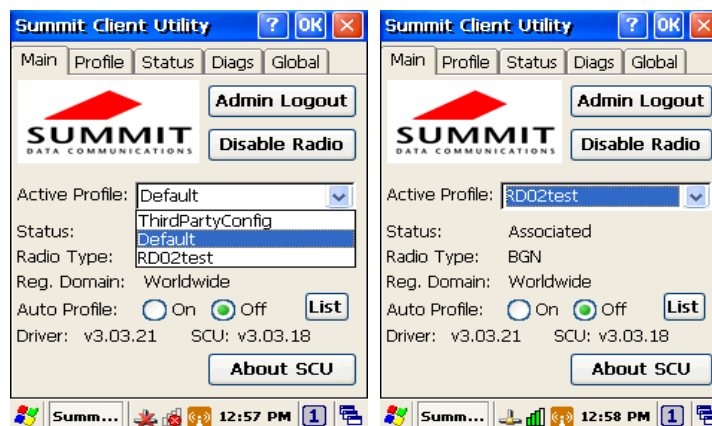 Summit Client Utility ? OK X
Main Profile Status Diags Global
SUMMIT
DATA COMMUNICATIONS
Admin Logout
Disable Radio
Active Profile: Default
ThirdPartyConfig
Default
RD02test
Status:
Radio Type:
Reg. Domain: Worldwide
Auto Profile: On Off List
Driver: v3.03.21 SCU: v3.03.18
About SCU
Summ... 12:57 PM 1
Summit Client Utility ? OK X
Main Profile Status Diags Global
SUMMIT
DATA COMMUNICATIONS
Admin Logout
Disable Radio
Active Profile: RD02test
Status: Associated
Radio Type: BGN
Reg. Domain: Worldwide
Auto Profile: On Off List
Driver: v3.03.21 SCU: v3.03.18
About SCU
Summ... 12:58 PM 1